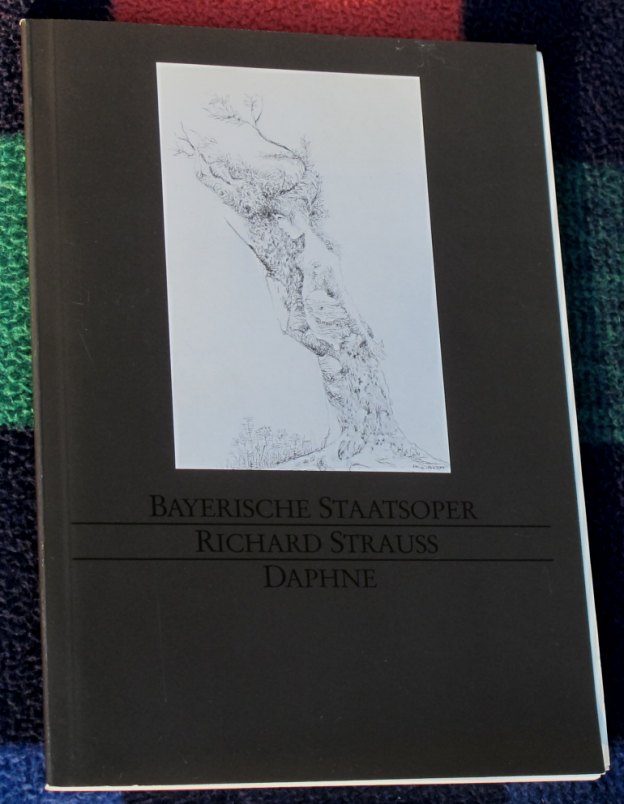 BAYERISCHE STAATSOPER
RICHARD STRAUSS
DAPHNE